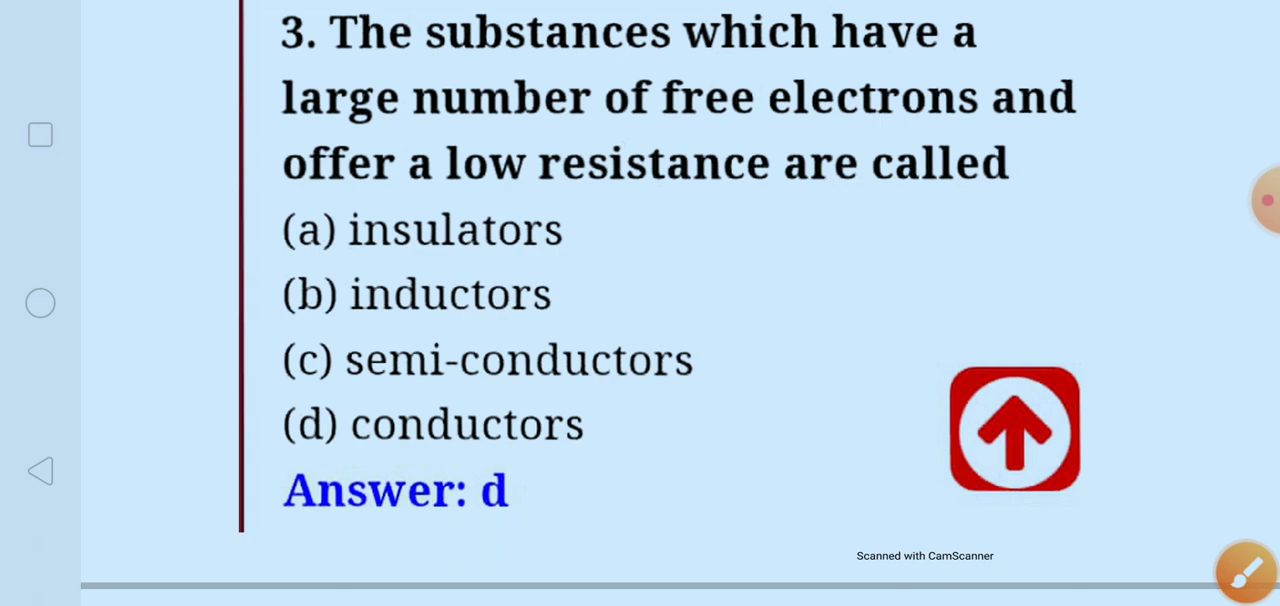 3. The substances which have a
large number of free electrons and
offer a low resistance are called
(a) insulators
(b) inductors
(c) semi-conductors
(d) conductors
Answer: d
Scanned with CamScanner